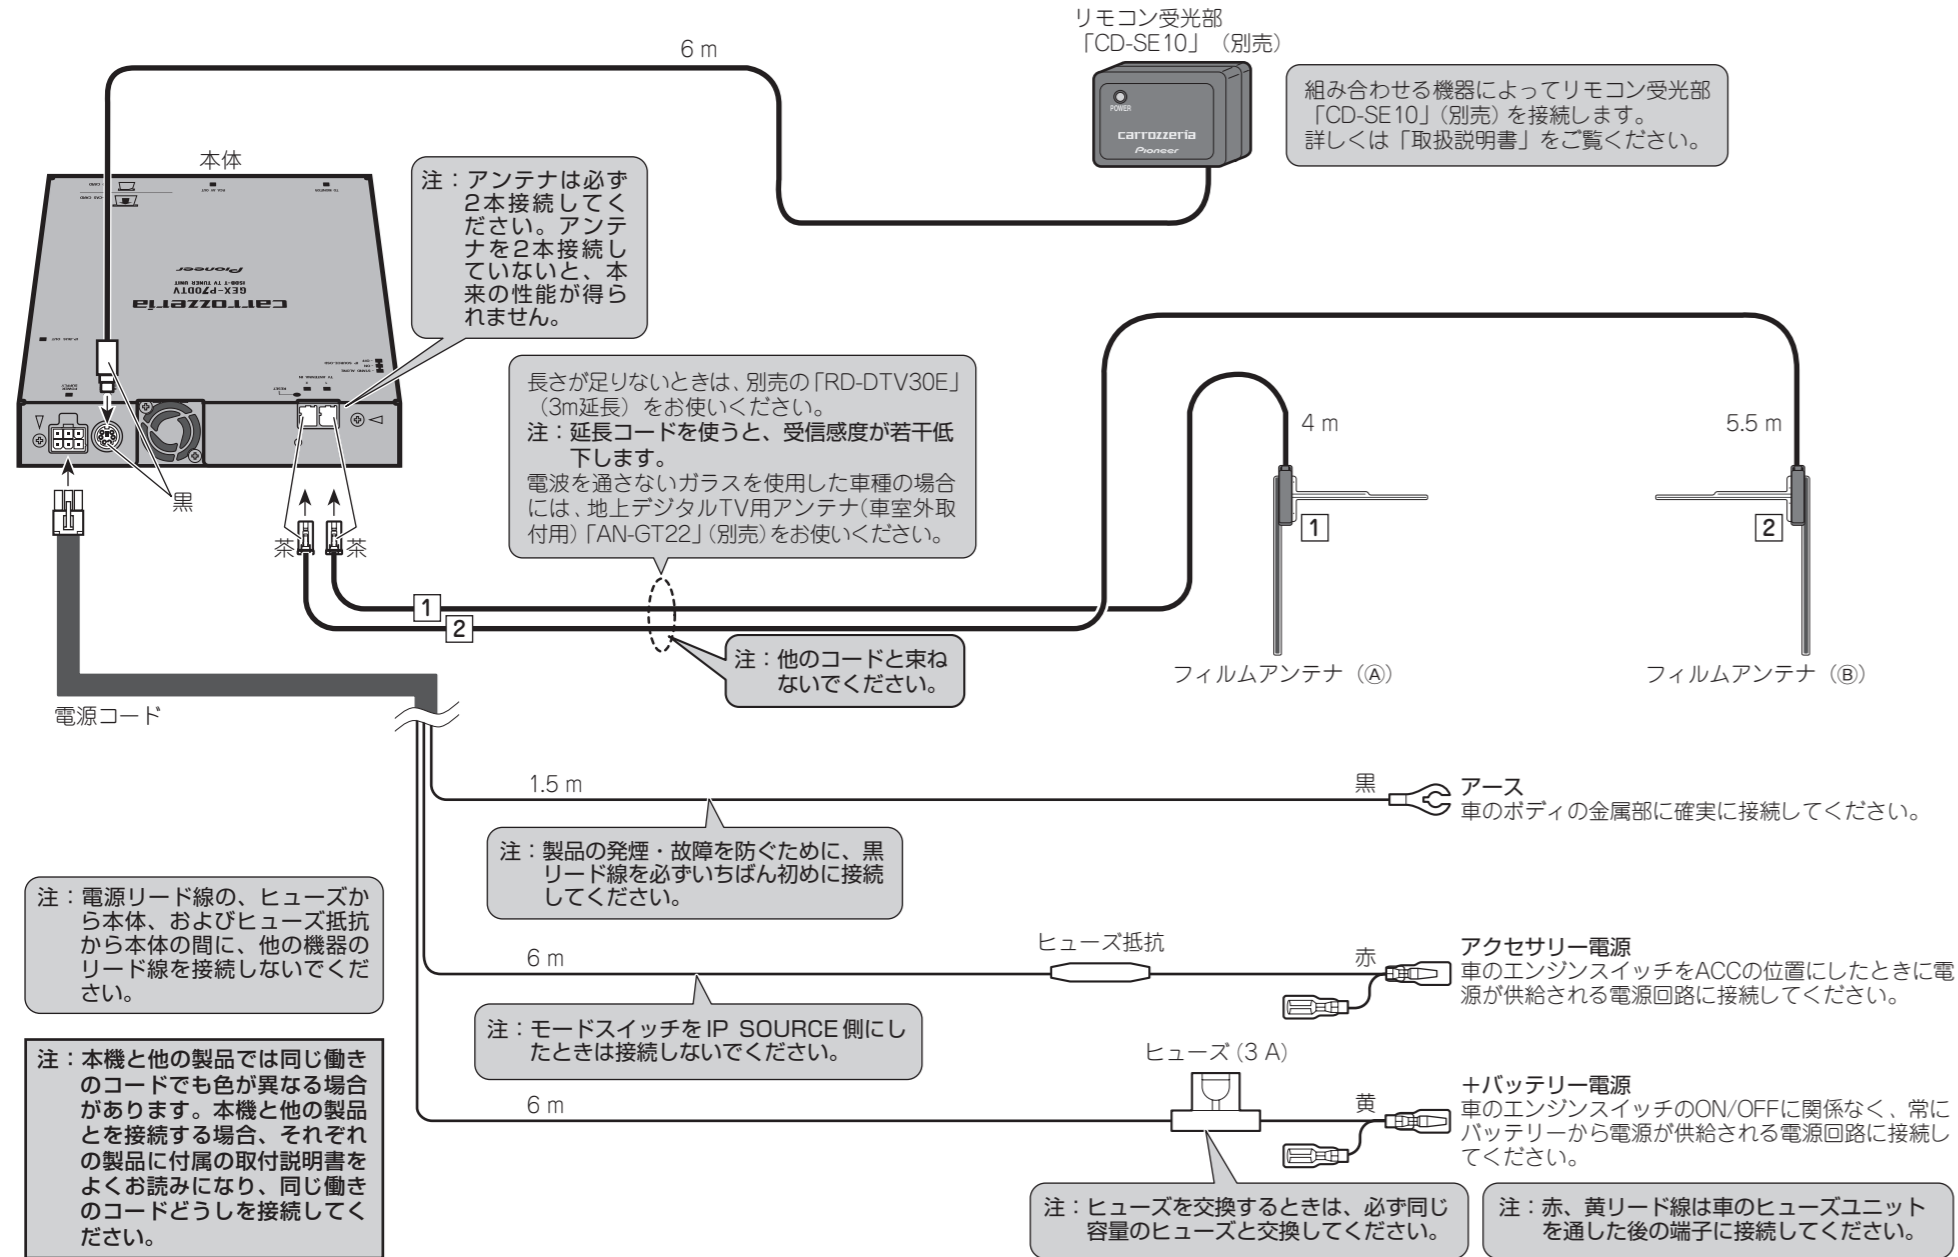 リモコン受光部
「CD-SE10」（別売）
6 m
POWER
carrozzeria
Pioneer
組み合わせる機器によってリモコン受光部
「CD-SE10」（別売）を接続します。
詳しくは「取扱説明書」をご覧ください。
本体
Pioneer
ISDB-T TV TUNER UNIT
GEX-P70DTV
carrozzeria
RESET
TV ANTENNA IN
POWER
SUPPLY
注：アンテナは必ず
2本接続してく
ださい。アンテ
ナを2本接続し
ていないと、本
来の性能が得ら
れません。
長さが足りないときは、別売の「RD-DTV30E」
（3m延長）をお使いください。
注：延長コードを使うと、受信感度が若干低
下します。
電波を通さないガラスを使用した車種の場合
には、地上デジタルTV用アンテナ（車室外取
付用）「AN-GT22」（別売）をお使いください。
4 m
5.5 m
黒
茶
茶
1
2
1
2
注：他のコードと束ね
ないでください。
フィルムアンテナ（Ⓐ）
フィルムアンテナ（Ⓑ）
電源コード
1.5 m
黒
アース
車のボディの金属部に確実に接続してください。
注：製品の発煙・故障を防ぐために、黒
リード線を必ずいちばん初めに接続
してください。
注：電源リード線の、ヒューズか
ら本体、およびヒューズ抵抗
から本体の間に、他の機器の
リード線を接続しないでくだ
さい。
6 m
ヒューズ抵抗
赤
アクセサリー電源
車のエンジンスイッチをACCの位置にしたときに電
源が供給される電源回路に接続してください。
注：モードスイッチをIP SOURCE側にし
たときは接続しないでください。
注：本機と他の製品では同じ働き
のコードでも色が異なる場合
があります。本機と他の製品
とを接続する場合、それぞれ
の製品に付属の取付説明書を
よくお読みになり、同じ働き
のコードどうしを接続してく
ださい。
6 m
ヒューズ（3 A）
黄
＋バッテリー電源
車のエンジンスイッチのON/OFFに関係なく、常に
バッテリーから電源が供給される電源回路に接続し
てください。
注：ヒューズを交換するときは、必ず同じ
容量のヒューズと交換してください。
注：赤、黄リード線は車のヒューズユニット
を通した後の端子に接続してください。